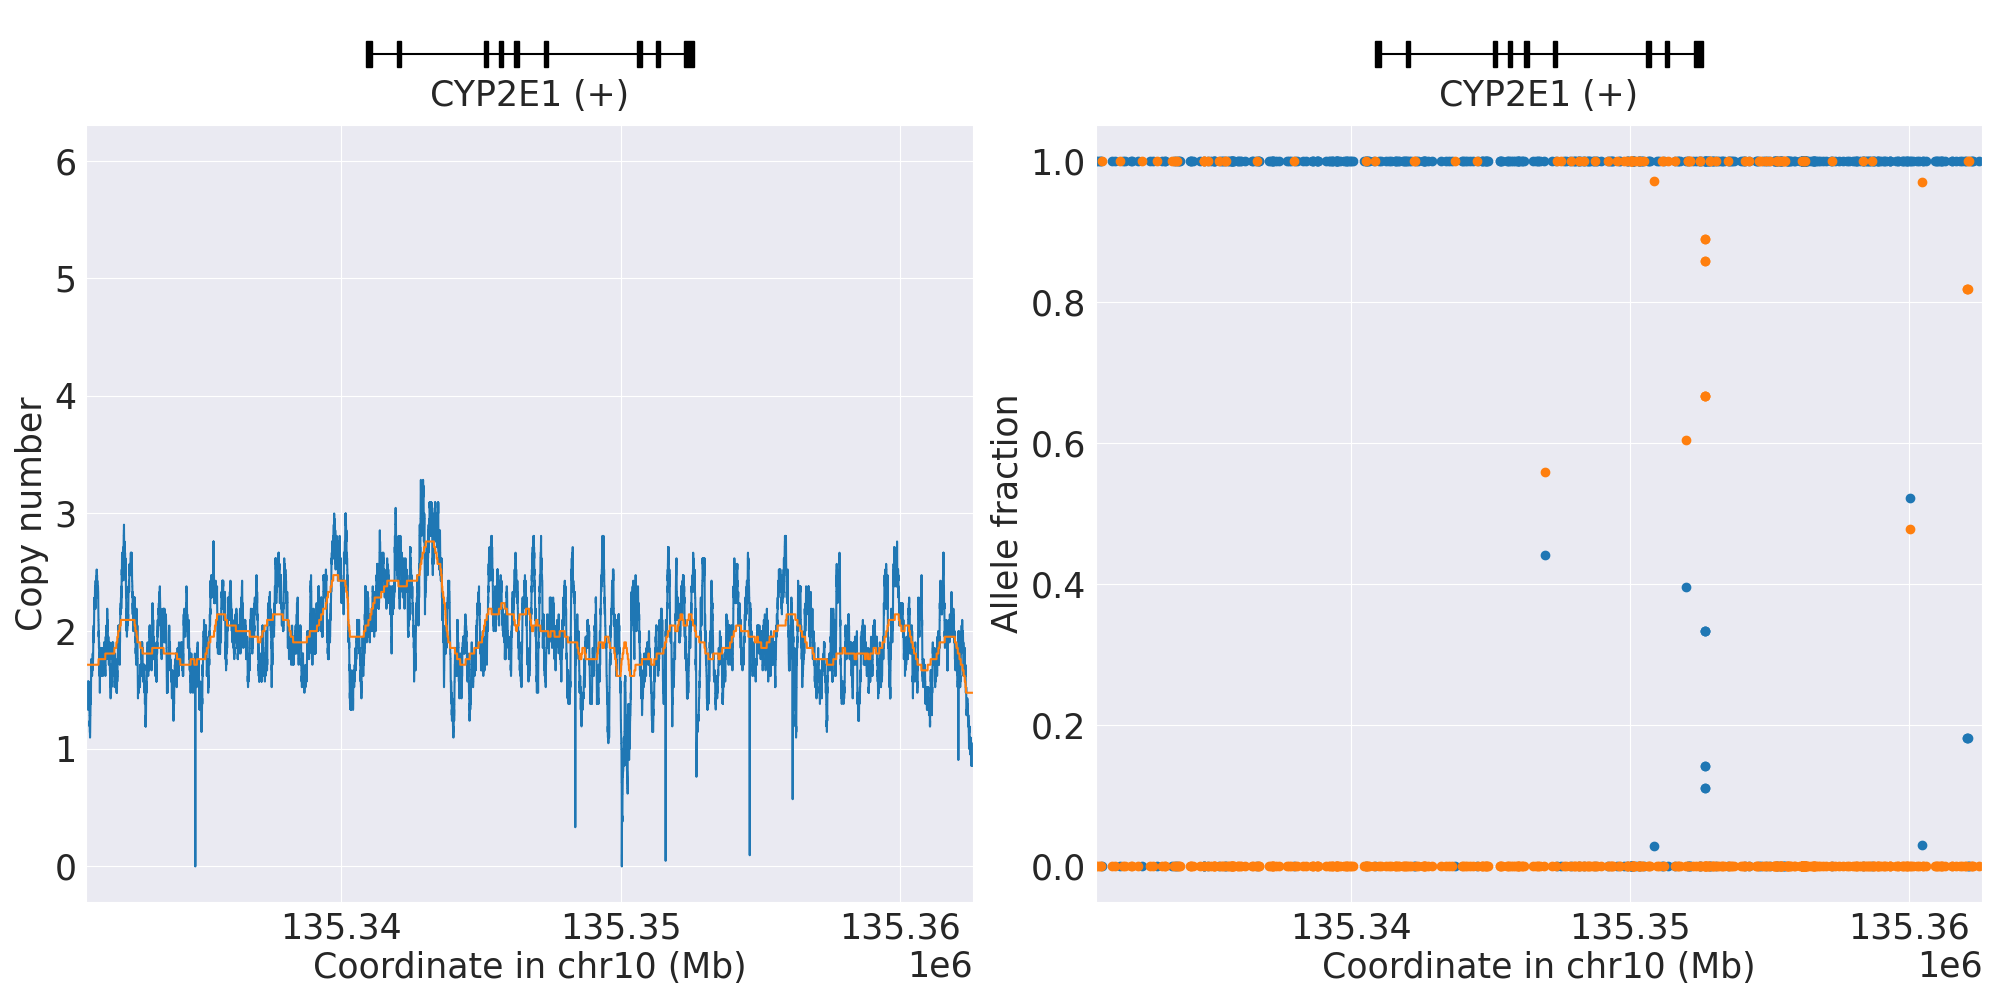 CYP2E1 (+)
6
5
4
3
2
1
0
Copy number
135.34 135.35 135.36
Coordinate in chr10 (Mb) 1e6
CYP2E1 (+)
1.0
0.8
0.6
0.4
0.2
0.0
Allele fraction
135.34 135.35 135.36
Coordinate in chr10 (Mb) 1e6